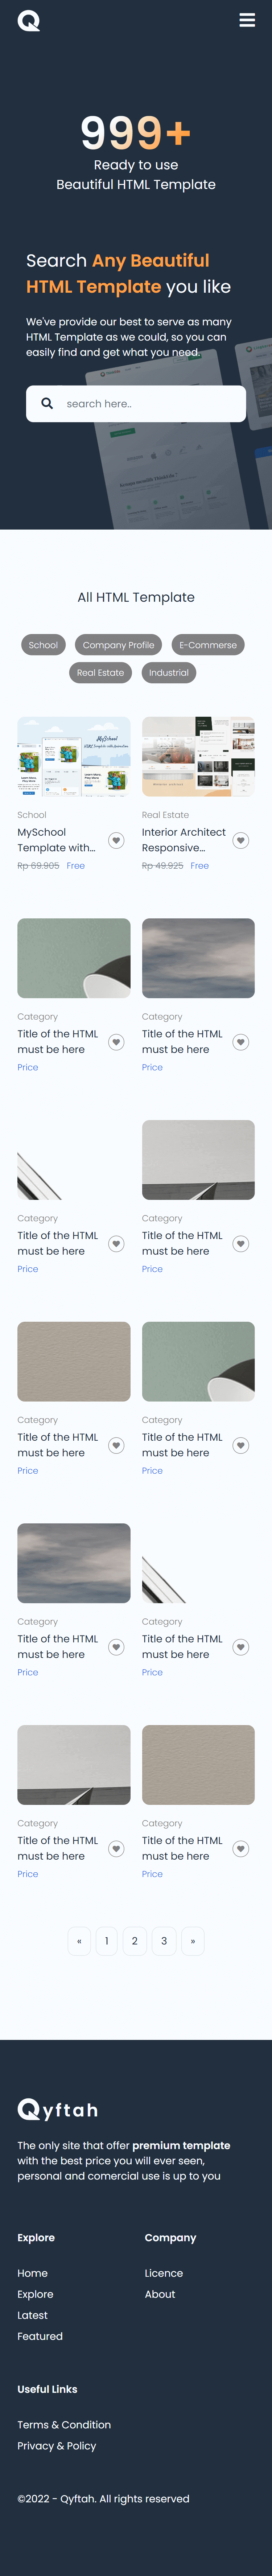 Q
999+
Ready to use
Beautiful HTML Template
Search Any Beautiful
HTML Template you like
We've provide our best to serve as many
HTML Template as we could, so you can
easily find and get what you need.
search here..
All HTML Template
School Company Profile E-Commerse
Real Estate Industrial
MySchool
School
MySchool
Template with...
Rp 69.905 Free
Real Estate
Interior Architect
Responsive...
Rp 49.925 Free
Category
Title of the HTML
must be here
Price
Category
Title of the HTML
must be here
Price
Category
Title of the HTML
must be here
Price
Category
Title of the HTML
must be here
Price
Category
Title of the HTML
must be here
Price
Category
Title of the HTML
must be here
Price
Category
Title of the HTML
must be here
Price
Category
Title of the HTML
must be here
Price
Category
Title of the HTML
must be here
Price
Category
Title of the HTML
must be here
Price
« 1 2 3 »
Qyftah
The only site that offer premium template
with the best price you will ever seen,
personal and comercial use is up to you
Explore
Home
Explore
Latest
Featured
Company
Licence
About
Useful Links
Terms & Condition
Privacy & Policy
©2022 - Qyftah. All rights reserved